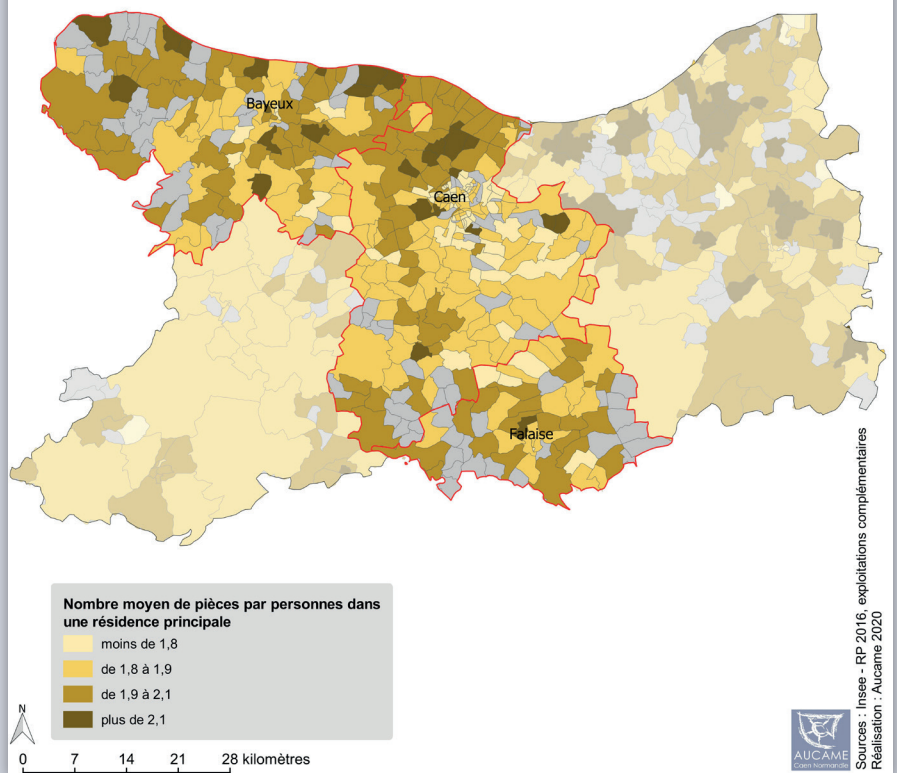 Bayeux
Caen
Falaise
Nombre moyen de pièces par personnes dans
une résidence principale
moins de 1,8
de 1,8 à 1,9
de 1,9 à 2,1
plus de 2,1
N
0 7 14 21 28 kilomètres
AUCAME
Caen Normandie
Sources : Insee - RP 2016, exploitations complémentaires
Réalisation : Aucame 2020